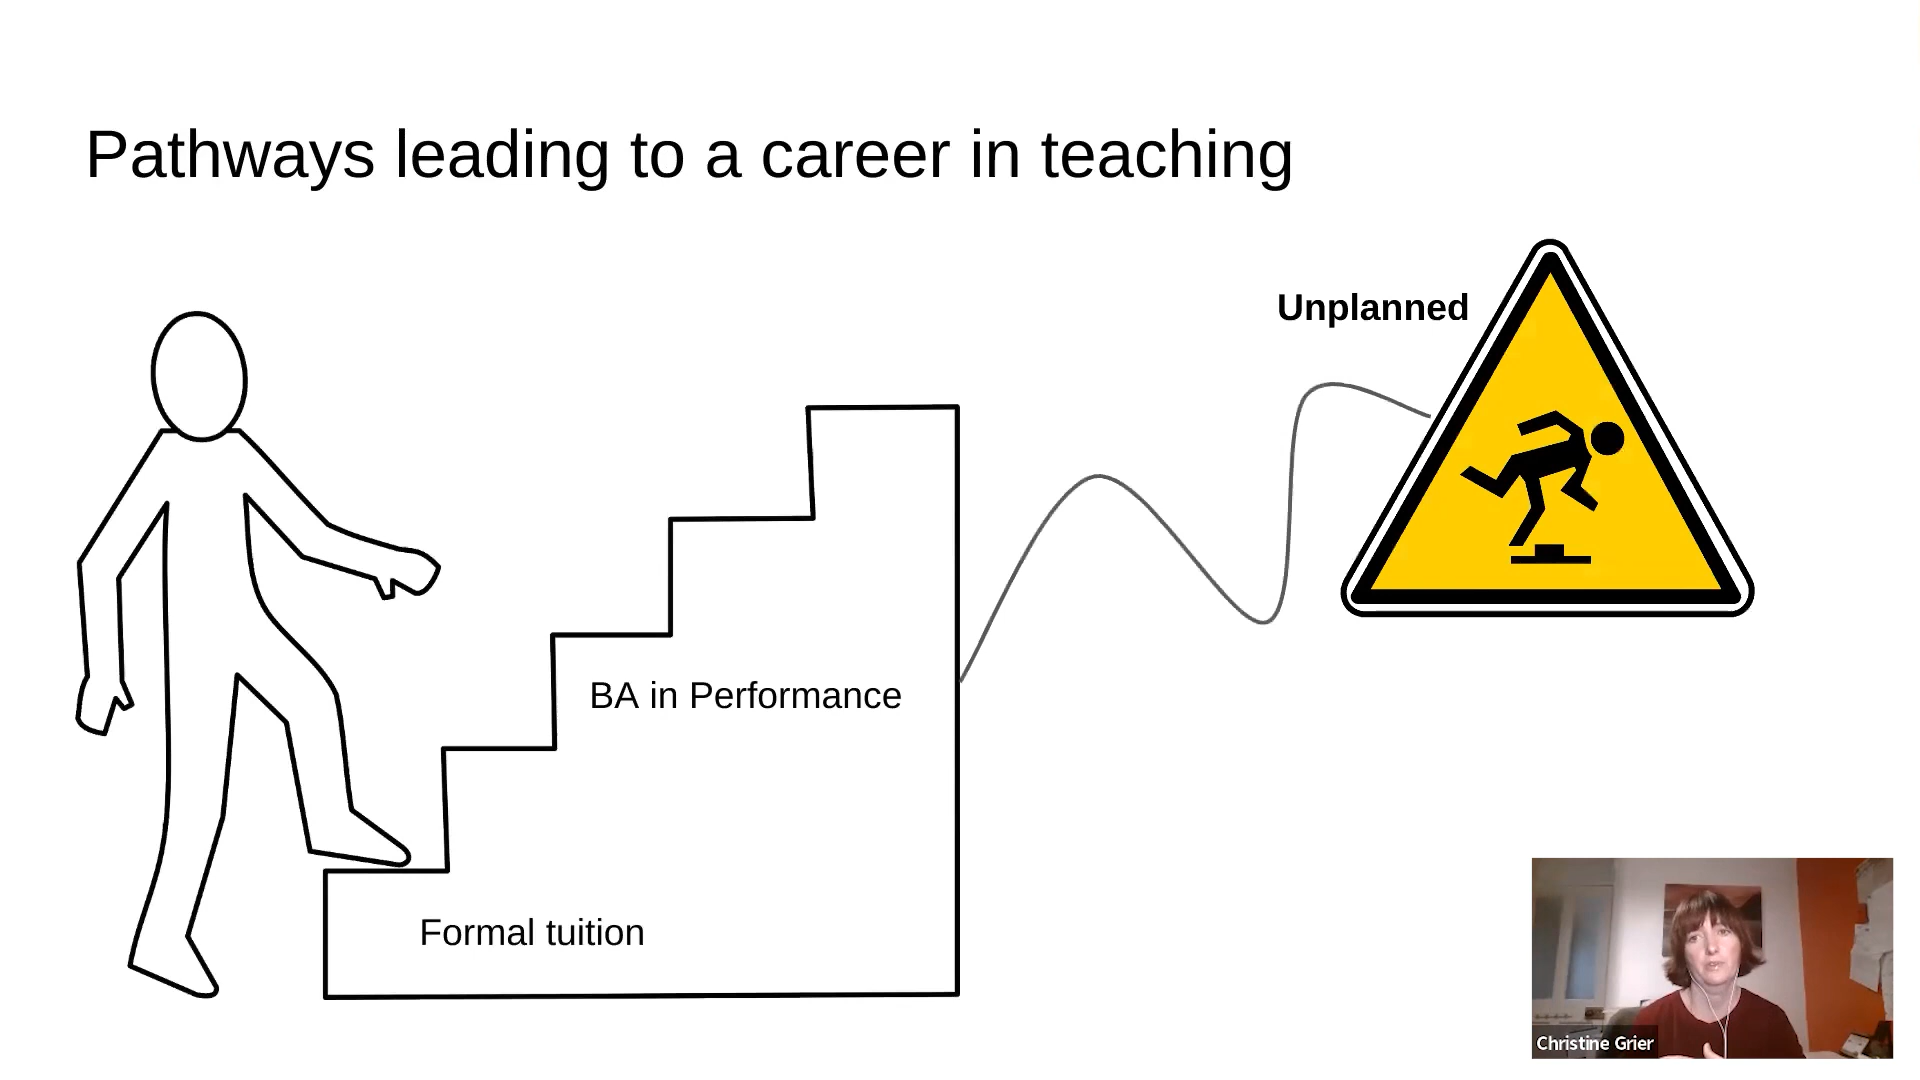 Pathways leading to a career in teaching
Unplanned
BA in Performance
Formal tuition
Christine Grier